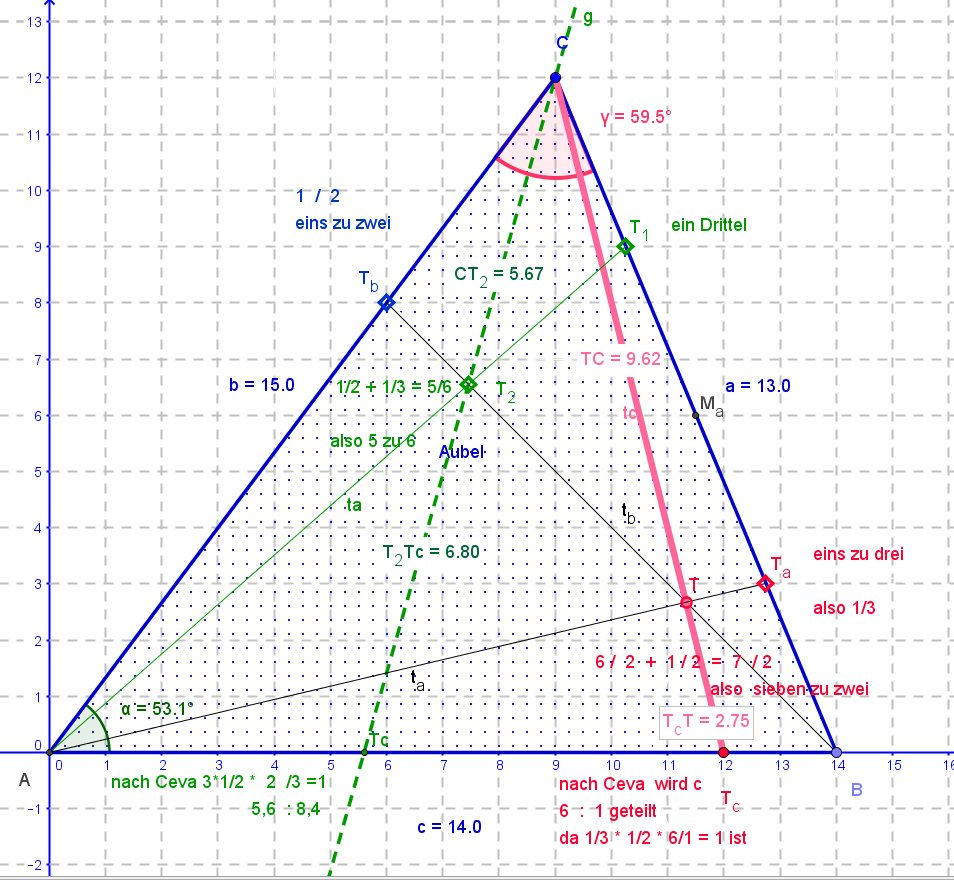 g
C
13
12
γ = 59.5°
11
10
1 / 2
eins zu zwei
T1
ein Drittel
9
Tb
CT2 = 5.67
8
7
TC = 9.62
b = 15.0
1/2 + 1/3 = 5/6
T2
a = 13.0
Ma
6
tc
also 5 zu 6
Aubel
5
ta
tb
4
T2Tc = 6.80
eins zu drei
Ta
T
3
also 1/3
2
6 / 2 + 1 / 2 = 7 / 2
ta
also sieben zu zwei
1
α = 53.1°
TcT = 2.75
Tc
0
0 1 2 3 4 5 6 7 8 9 10 11 12 13 14 15 16
A
nach Ceva 3*1/2 * 2 /3 =1
nach Ceva wird c
B
Tc
-1
5,6 : 8,4
6 : 1 geteilt
c = 14.0
da 1/3 * 1/2 * 6/1 = 1 ist
-2